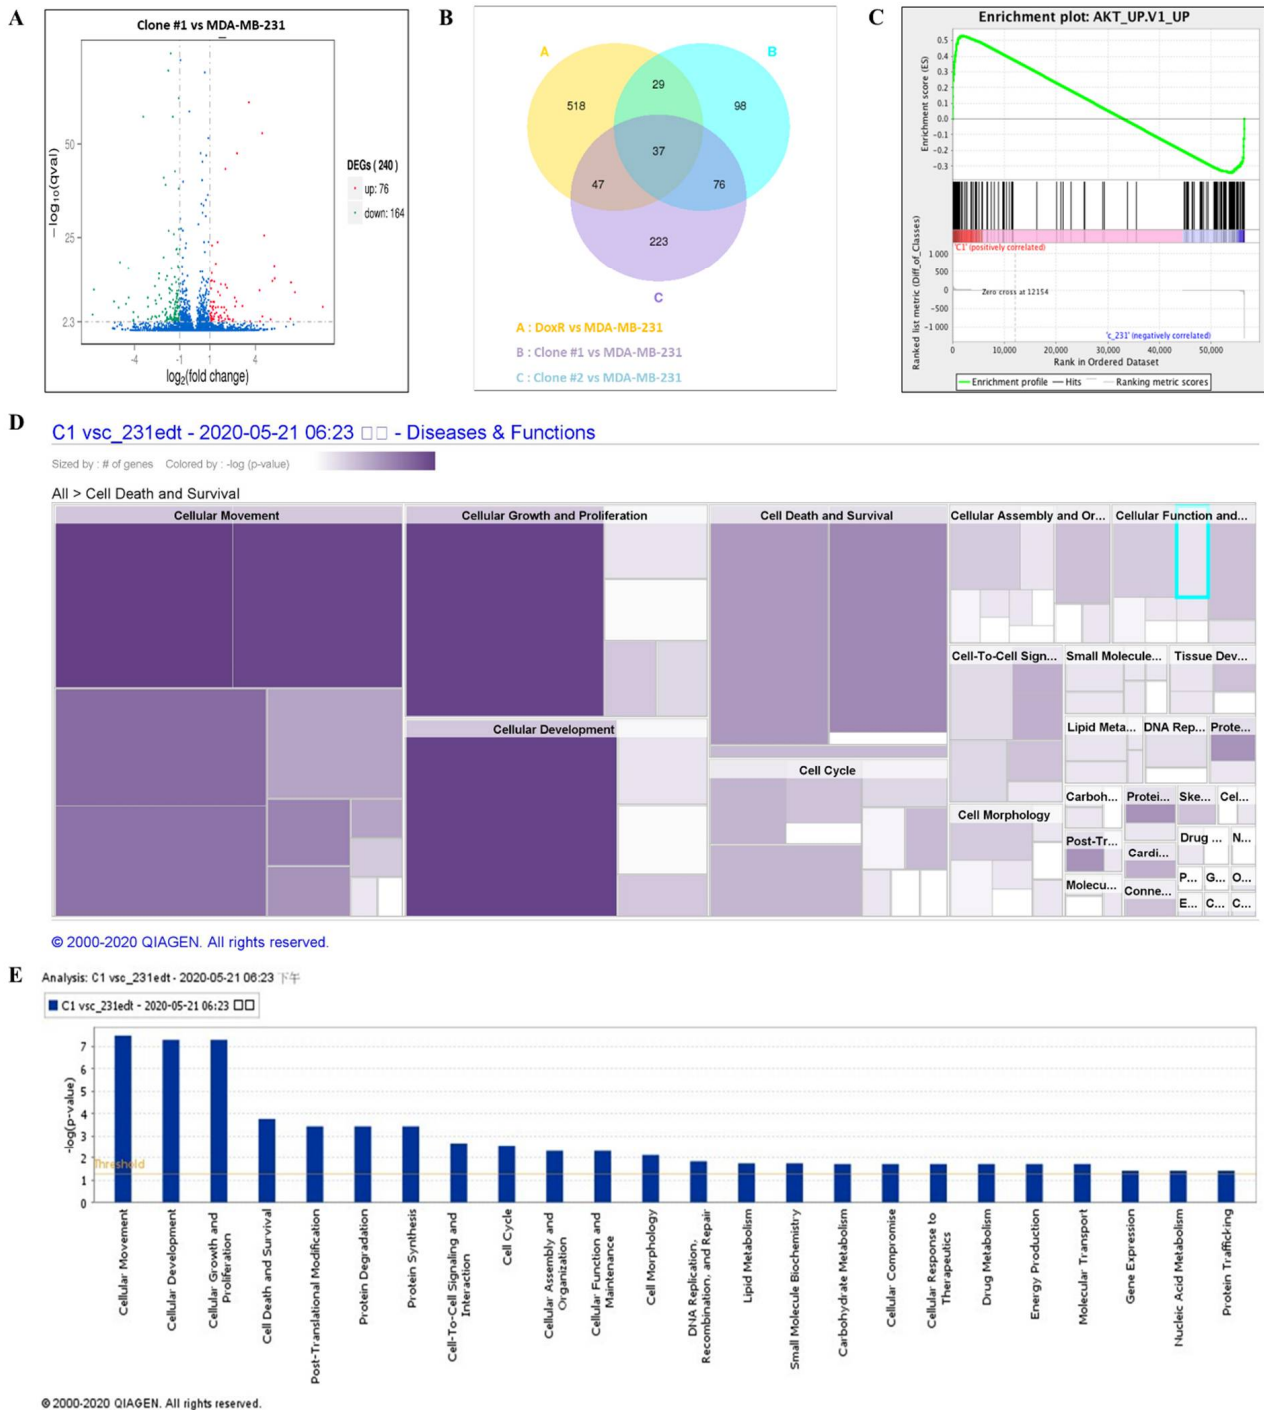 A
Clone #1 vs MDA-MB-231
−log₁₀(qval)
50
25
2.3
-4
-1
1
4
log₂(fold change)
DEGs ( 240 )
up: 76
down: 164
B
A
B
29
518
98
37
47
76
223
C
A : DoxR vs MDA-MB-231
B : Clone #1 vs MDA-MB-231
C : Clone #2 vs MDA-MB-231
C
Enrichment plot: AKT_UP.V1_UP
Enrichment score (ES)
0.5
0.4
0.3
0.2
0.1
0.0
−0.1
−0.2
−0.3
'C1' (positively correlated)
Ranked list metric (Diff_of_Classes)
1 000
500
0
−500
−1 000
Zero cross at 12154
'c_231' (negatively correlated)
0
10,000
20,000
30,000
40,000
50,000
Rank in Ordered Dataset
Enrichment profile
Hits
Ranking metric scores
D
C1 vsc_231edt - 2020-05-21 06:23 □□ - Diseases & Functions
Sized by : # of genes Colored by : -log (p-value)
All > Cell Death and Survival
Cellular Movement
Cellular Growth and Proliferation
Cell Death and Survival
Cellular Assembly and Or...
Cellular Function and...
Cell-To-Cell Sign...
Small Molecule...
Tissue Dev...
Cellular Development
Lipid Meta...
DNA Rep...
Prote...
Cell Cycle
Carboh...
Protei...
Ske...
Cel...
Cell Morphology
Post-Tr...
Cardi...
Drug ...
N...
Molecu...
Conne...
P...
G...
O...
E...
C...
C...
© 2000-2020 QIAGEN. All rights reserved.
E
Analysis: C1 vsc_231edt - 2020-05-21 06:23 下午
C1 vsc_231edt - 2020-05-21 06:23 □□
-log(p-value)
7
6
5
4
3
2
1
0
Threshold
Cellular Movement
Cellular Development
Cellular Growth and
Proliferation
Cell Death and Survival
Post-Translational Modification
Protein Degradation
Protein Synthesis
Cell-To-Cell Signaling and
Interaction
Cell Cycle
Cellular Assembly and
Organization
Cellular Function and
Maintenance
Cell Morphology
DNA Replication,
Recombination, and Repair
Lipid Metabolism
Small Molecule Biochemistry
Carbohydrate Metabolism
Cellular Compromise
Cellular Response to
Therapeutics
Drug Metabolism
Energy Production
Molecular Transport
Gene Expression
Nucleic Acid Metabolism
Protein Trafficking
© 2000-2020 QIAGEN. All rights reserved.